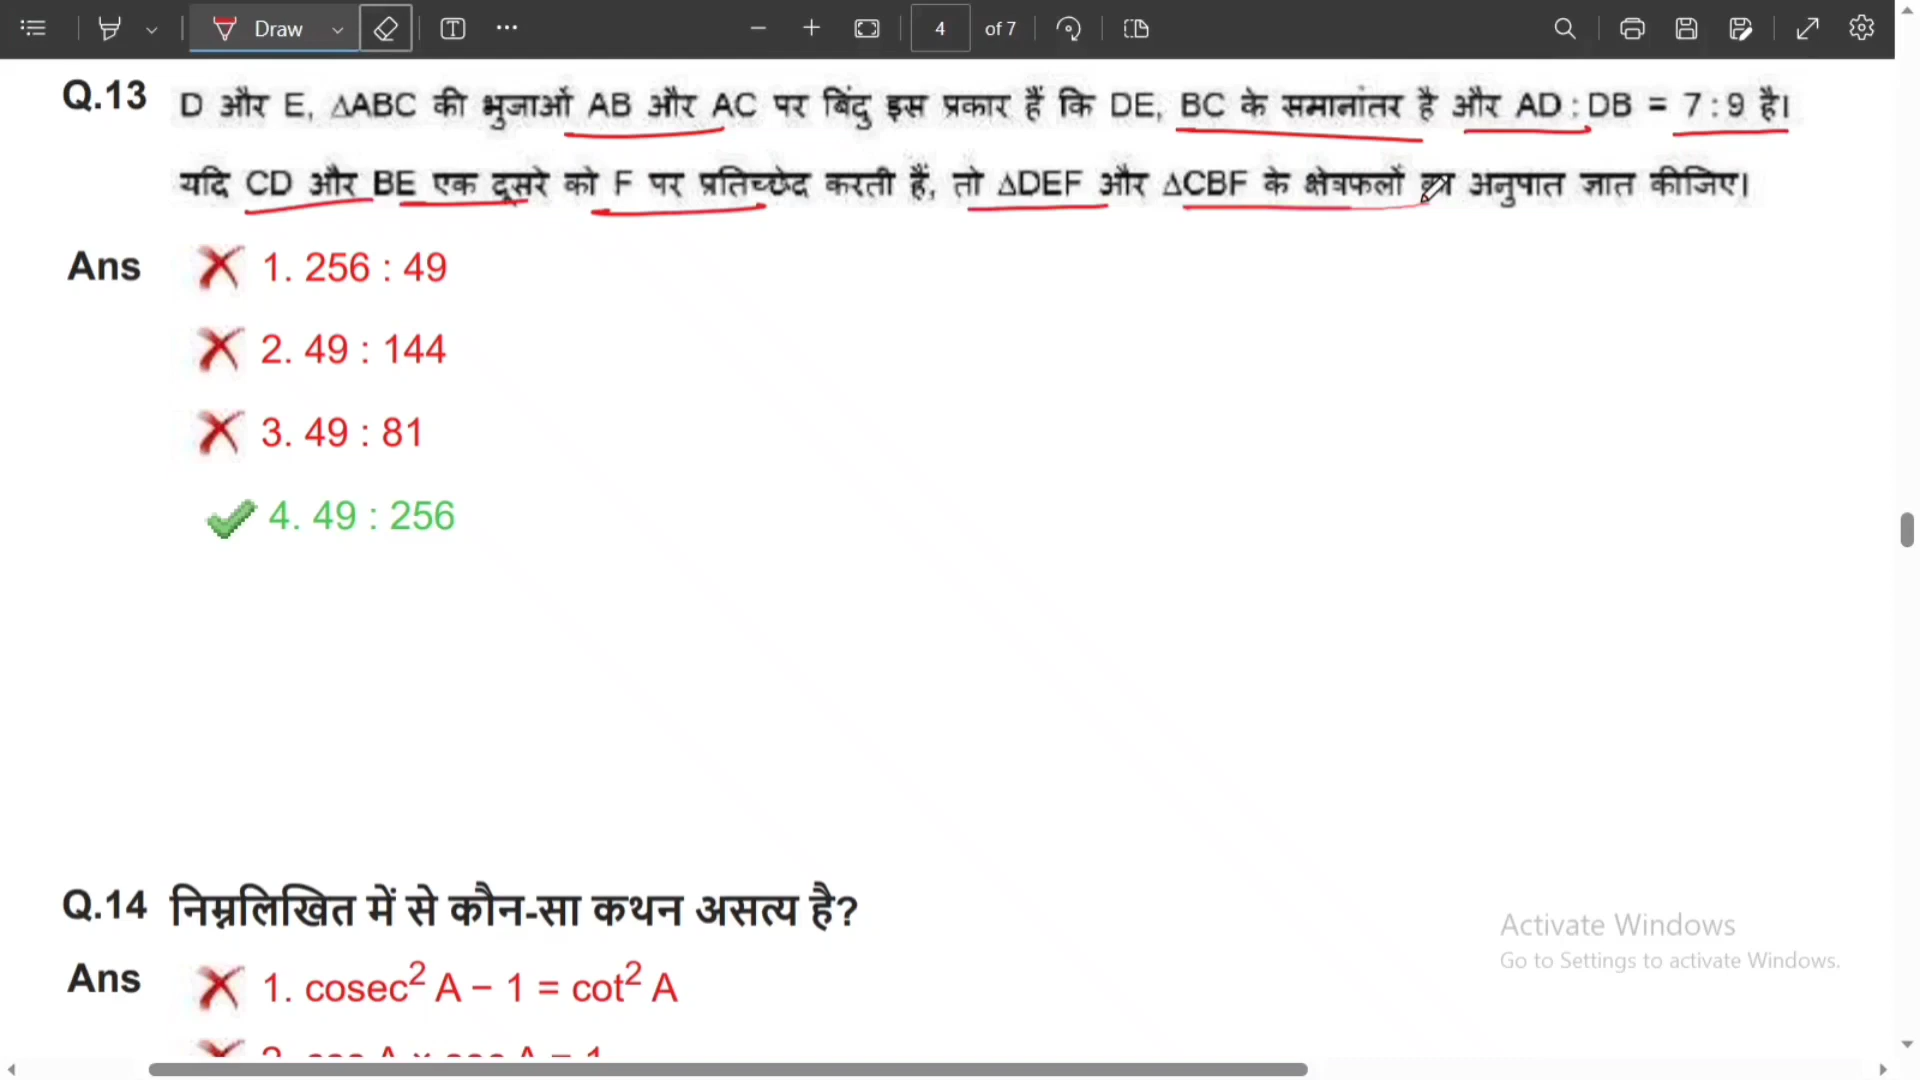 Draw
4 of 7
Q.13 D और E, ΔABC की भुजाओं AB और AC पर बिंदु इस प्रकार हैं कि DE, BC के समानांतर है और AD : DB = 7 : 9 है।
यदि CD और BE एक दूसरे को F पर प्रतिच्छेद करती हैं, तो ΔDEF और ΔCBF के क्षेत्रफलों का अनुपात ज्ञात कीजिए।
Ans 1. 256 : 49
2. 49 : 144
3. 49 : 81
4. 49 : 256
Q.14 निम्नलिखित में से कौन-सा कथन असत्य है?
Activate Windows
Go to Settings to activate Windows.
Ans 1. cosec² A − 1 = cot² A